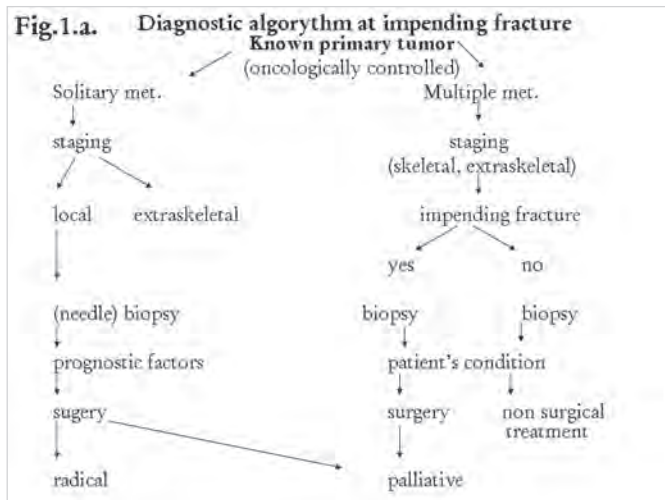 Fig.1.a. Diagnostic algorythm at impending fracture
Known primary tumor
(oncologically controlled)
Solitary met. Multiple met.
staging staging
(skeletal, extraskeletal)
local extraskeletal impending fracture
yes no
(needle) biopsy biopsy biopsy
prognostic factors patient's condition
sugery surgery non surgical
treatment
radical palliative